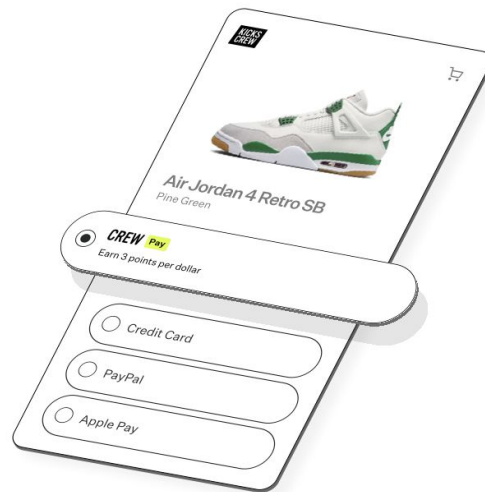 KICKS
CREW
Air Jordan 4 Retro SB
Pine Green
CREW Pay
Earn 3 points per dollar
Credit Card
PayPal
Apple Pay